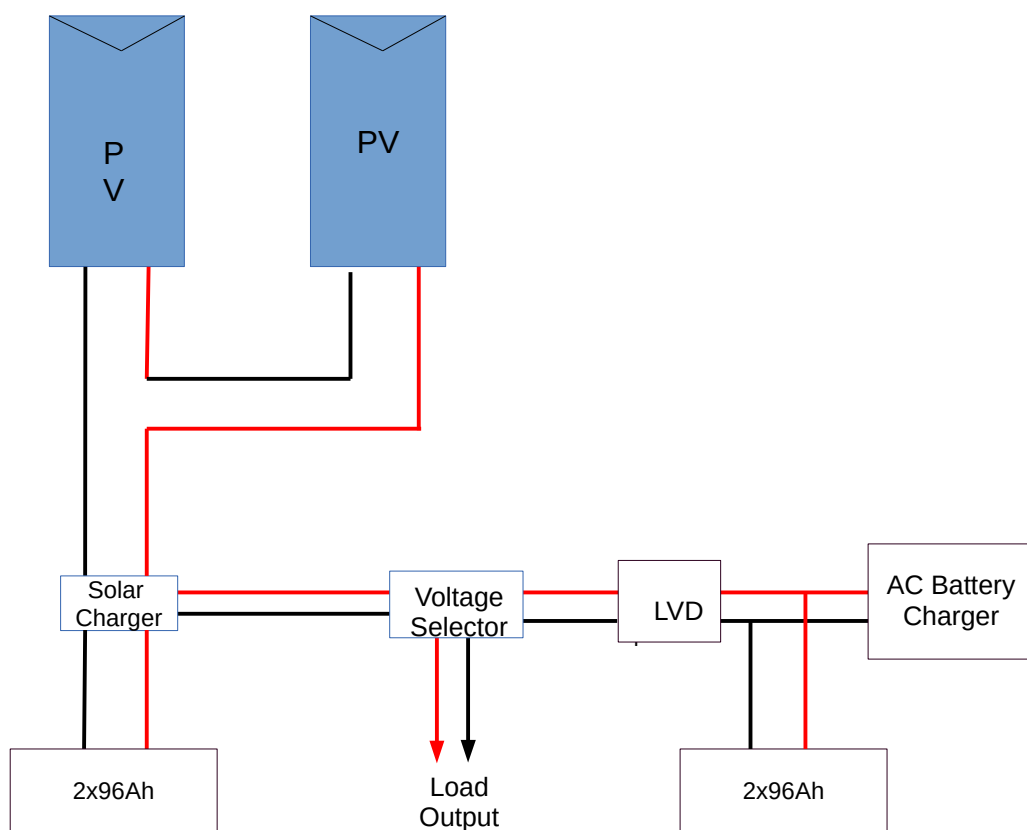 P
V
PV
Solar
Charger
Voltage
Selector
LVD
AC Battery
Charger
2x96Ah
Load
Output
2x96Ah